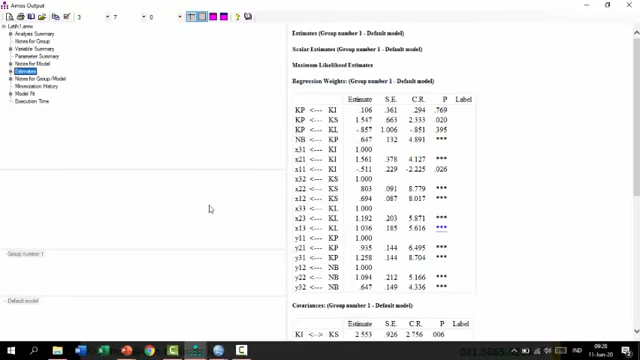 Amos Output
3 7 0
Latih1.amw
Analysis Summary
Notes for Group
Variable Summary
Parameter Summary
Notes for Model
Estimates
Notes for Group/Model
Minimization History
Model Fit
Execution Time
Group number 1
Default model
Estimates (Group number 1 - Default model)
Scalar Estimates (Group number 1 - Default model)
Maximum Likelihood Estimates
Regression Weights: (Group number 1 - Default model)
Estimate S.E. C.R. P Label
KP <--- KI .106 .361 .294 .769
KP <--- KS 1.547 .663 2.333 .020
KP <--- KL -.857 1.006 -.851 .395
NB <--- KP .647 .132 4.891 ***
x31 <--- KI 1.000
x21 <--- KI 1.561 .378 4.127 ***
x11 <--- KI -.511 .229 -2.225 .026
x32 <--- KS 1.000
x22 <--- KS .803 .091 8.779 ***
x12 <--- KS .694 .087 8.017 ***
x33 <--- KL 1.000
x23 <--- KL 1.192 .203 5.871 ***
x13 <--- KL 1.036 .185 5.616 ***
y11 <--- KP 1.000
y21 <--- KP .935 .144 6.495 ***
y31 <--- KP 1.258 .144 8.704 ***
y12 <--- NB 1.000
y22 <--- NB 1.094 .212 5.166 ***
y32 <--- NB .647 .149 4.336 ***
Covariances: (Group number 1 - Default model)
Estimate S.E. C.R. P Label
KI <--> KS 2.553 .926 2.756 .006
IND
09:28
11-Jun-20